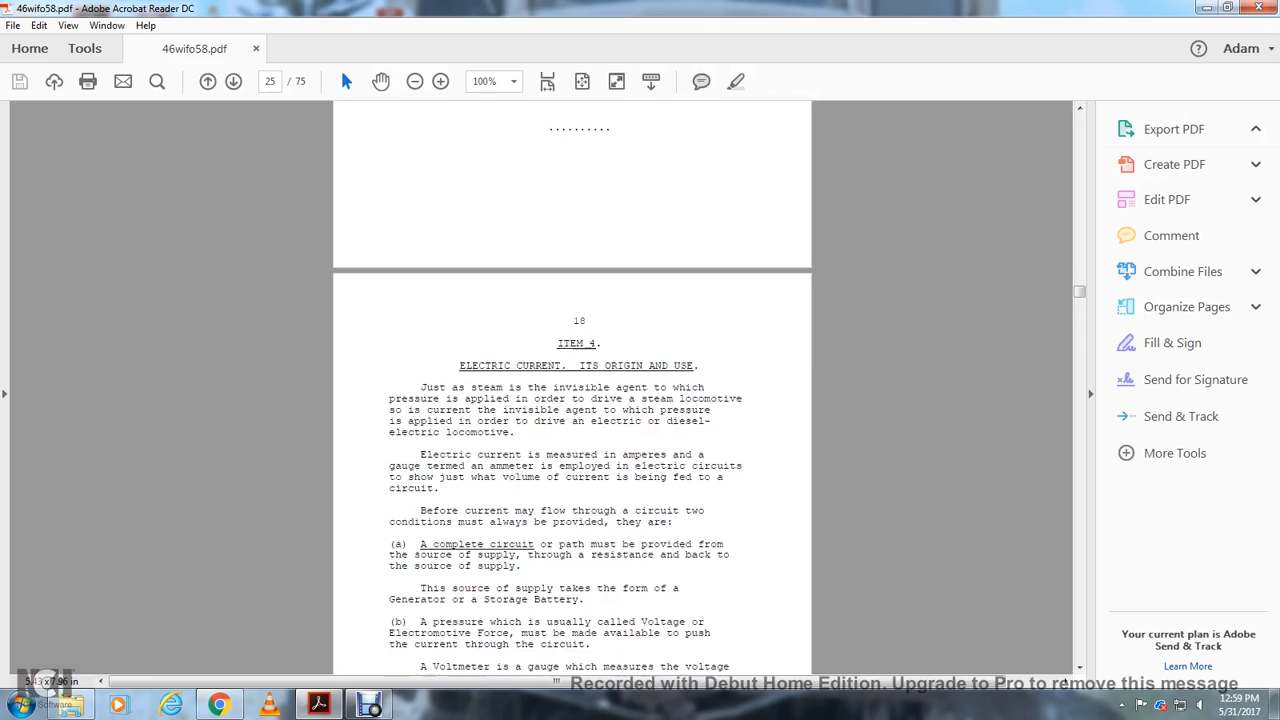 46wifo58.pdf - Adobe Acrobat Reader DC
File Edit View Window Help
Home Tools 46wifo58.pdf × Adam
25 / 75 100%
..........
18
ITEM 4.
ELECTRIC CURRENT. ITS ORIGIN AND USE.
Just as steam is the invisible agent to which
pressure is applied in order to drive a steam locomotive
so is current the invisible agent to which pressure
is applied in order to drive an electric or diesel-
electric locomotive.
Electric current is measured in amperes and a
gauge termed an ammeter is employed in electric circuits
to show just what volume of current is being fed to a
circuit.
Before current may flow through a circuit two
conditions must always be provided, they are:
(a) A complete circuit or path must be provided from
the source of supply, through a resistance and back to
the source of supply.
This source of supply takes the form of a
Generator or a Storage Battery.
(b) A pressure which is usually called Voltage or
Electromotive Force, must be made available to push
the current through the circuit.
A Voltmeter is a gauge which measures the voltage
Export PDF
Create PDF
Edit PDF
Comment
Combine Files
Organize Pages
Fill & Sign
Send for Signature
Send & Track
More Tools
Your current plan is Adobe
Send & Track
Learn More
5.43 x 7.96 in
Recorded with Debut Home Edition. Upgrade to Pro to remove this message
NCH Software
12:59 PM
5/31/2017